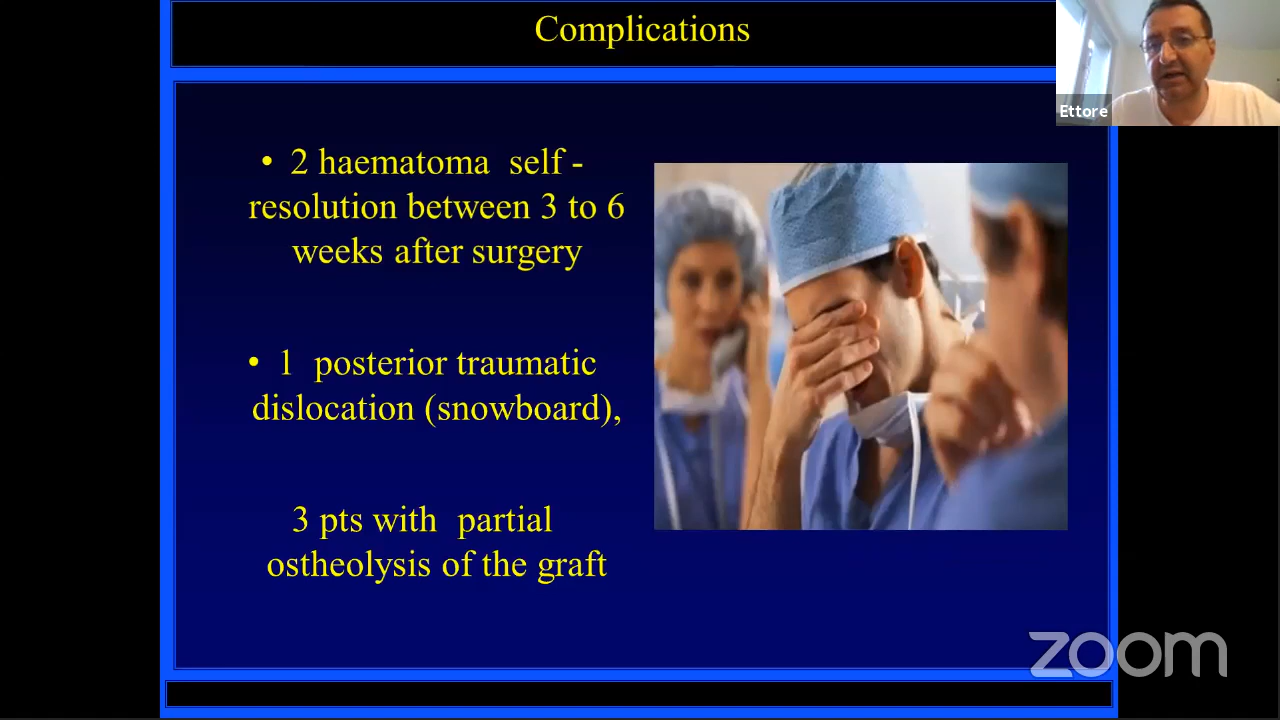 Complications
Ettore
• 2 haematoma self -
resolution between 3 to 6
weeks after surgery
• 1 posterior traumatic
dislocation (snowboard),
3 pts with partial
ostheolysis of the graft
zoom